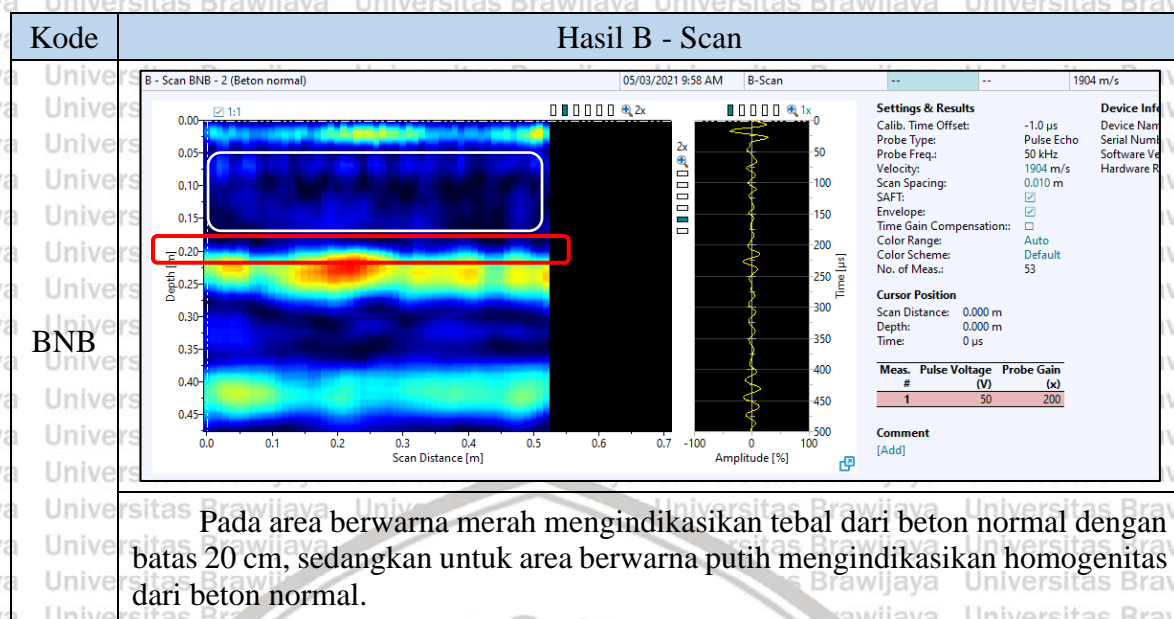 Kode Hasil B - Scan
BNB
B - Scan BNB - 2 (Beton normal) 05/03/2021 9:58 AM B-Scan -- -- 1904 m/s
1:1 2x 1x
2x
0.00
0.05
0.10
0.15
0.20
0.25
0.30
0.35
0.40
0.45
Depth [m]
0.0 0.1 0.2 0.3 0.4 0.5 0.6 0.7
Scan Distance [m]
0
50
100
150
200
250
300
350
400
450
500
Time [µs]
-100 0 100
Amplitude [%]
Settings & Results Device Info
Calib. Time Offset: -1.0 µs Device Nam
Probe Type: Pulse Echo Serial Numb
Probe Freq.: 50 kHz Software Ve
Velocity: 1904 m/s Hardware R
Scan Spacing: 0.010 m
SAFT:
Envelope:
Time Gain Compensation::
Color Range: Auto
Color Scheme: Default
No. of Meas.: 53
Cursor Position
Scan Distance: 0.000 m
Depth: 0.000 m
Time: 0 µs
Meas. Pulse Voltage Probe Gain
# (V) (x)
1 50 200
Comment
[Add]
Pada area berwarna merah mengindikasikan tebal dari beton normal dengan
batas 20 cm, sedangkan untuk area berwarna putih mengindikasikan homogenitas
dari beton normal.